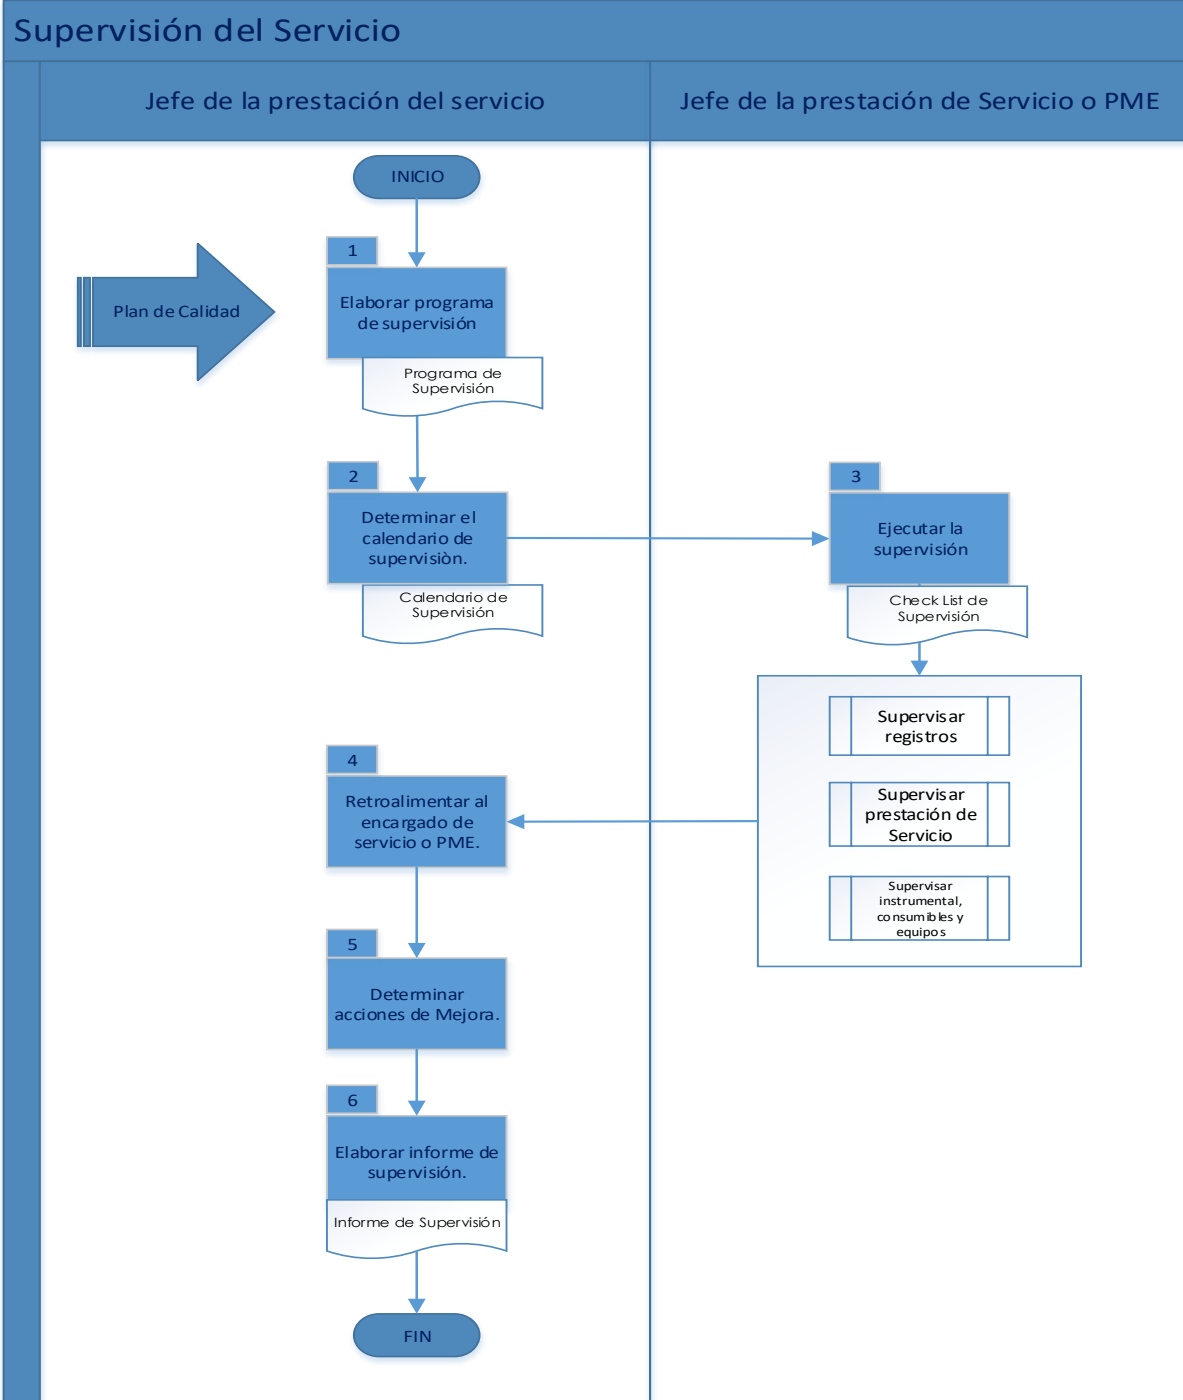 Supervisión del Servicio
Jefe de la prestación del servicio
Jefe de la prestación de Servicio o PME
INICIO
1
Plan de Calidad
Elaborar programa
de supervisión
Programa de
Supervisión
2
Determinar el
calendario de
supervisiòn.
Calendario de
Supervisión
3
Ejecutar la
supervisión
Check List de
Supervisión
Supervisar
registros
Supervisar
prestación de
Servicio
Supervisar
instrumental,
consumibles y
equipos
4
Retroalimentar al
encargado de
servicio o PME.
5
Determinar
acciones de Mejora.
6
Elaborar informe de
supervisión.
Informe de Supervisión
FIN